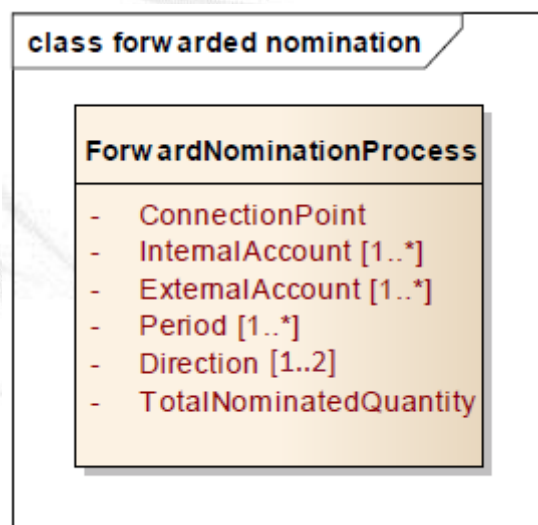 class forwarded nomination
ForwardNominationProcess
- ConnectionPoint
- InternalAccount [1..*]
- ExternalAccount [1..*]
- Period [1..*]
- Direction [1..2]
- TotalNominatedQuantity